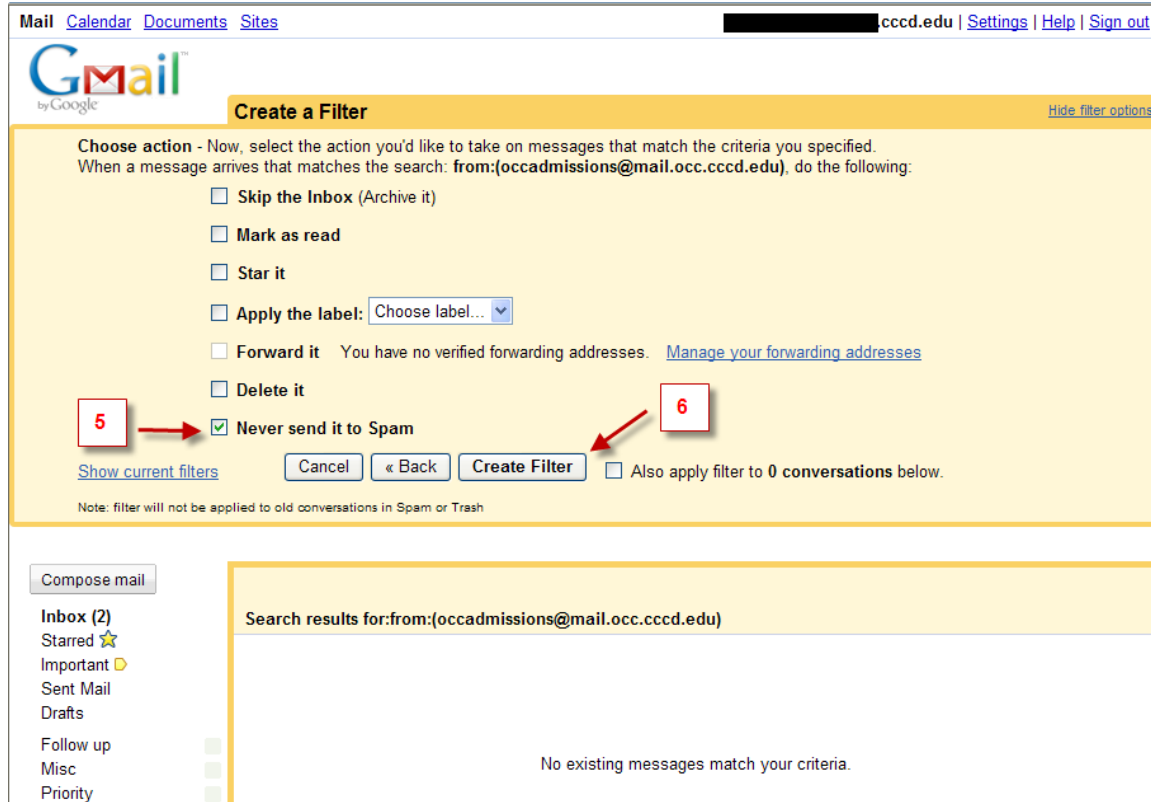 Mail Calendar Documents Sites
.cccd.edu | Settings | Help | Sign out
Gmail™
by Google
Create a Filter
Hide filter options
Choose action - Now, select the action you'd like to take on messages that match the criteria you specified.
When a message arrives that matches the search: from:(occadmissions@mail.occ.cccd.edu), do the following:
Skip the Inbox (Archive it)
Mark as read
Star it
Apply the label: Choose label...
Forward it You have no verified forwarding addresses. Manage your forwarding addresses
Delete it
5
6
Never send it to Spam
Show current filters Cancel « Back Create Filter Also apply filter to 0 conversations below.
Note: filter will not be applied to old conversations in Spam or Trash
Compose mail
Inbox (2)
Starred
Important
Sent Mail
Drafts
Follow up
Misc
Priority
Search results for:from:(occadmissions@mail.occ.cccd.edu)
No existing messages match your criteria.